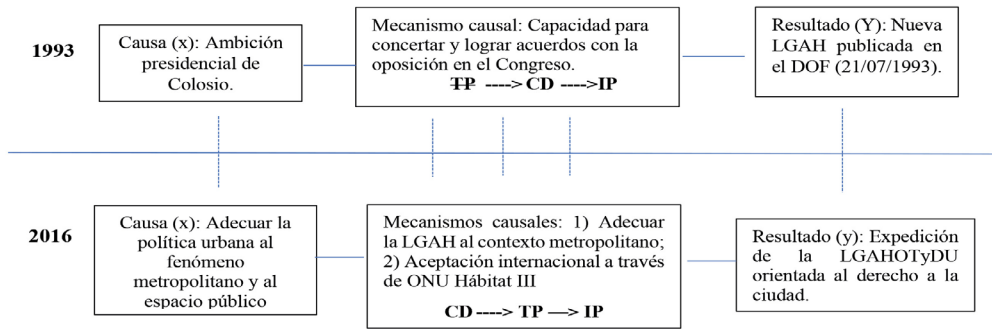 1993
Causa (x): Ambición
presidencial de
Colosio.
Mecanismo causal: Capacidad para
concertar y lograr acuerdos con la
oposición en el Congreso.
TP ----> CD ---->IP
Resultado (Y): Nueva
LGAH publicada en
el DOF (21/07/1993).
2016
Causa (x): Adecuar la
política urbana al
fenómeno
metropolitano y al
espacio público
Mecanismos causales: 1) Adecuar
la LGAH al contexto metropolitano;
2) Aceptación internacional a través
de ONU Hábitat III
CD ----> TP —> IP
Resultado (y): Expedición
de la LGAHOTyDU
orientada al derecho a la
ciudad.